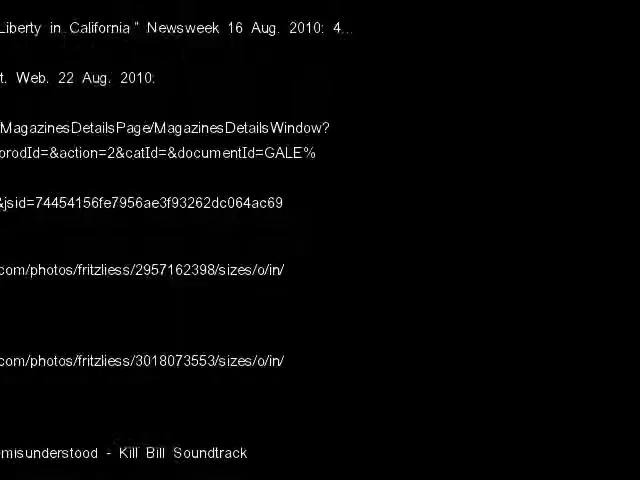 Liberty in California" Newsweek 16 Aug. 2010: 4...
t. Web. 22 Aug. 2010:
/MagazinesDetailsPage/MagazinesDetailsWindow?
prodId=&action=2&catId=&documentId=GALE%
&jsid=74454156fe7956ae3f93262dc064ac69
com/photos/fritzliess/2957162398/sizes/o/in/
com/photos/fritzliess/3018073553/sizes/o/in/
misunderstood - Kill Bill Soundtrack